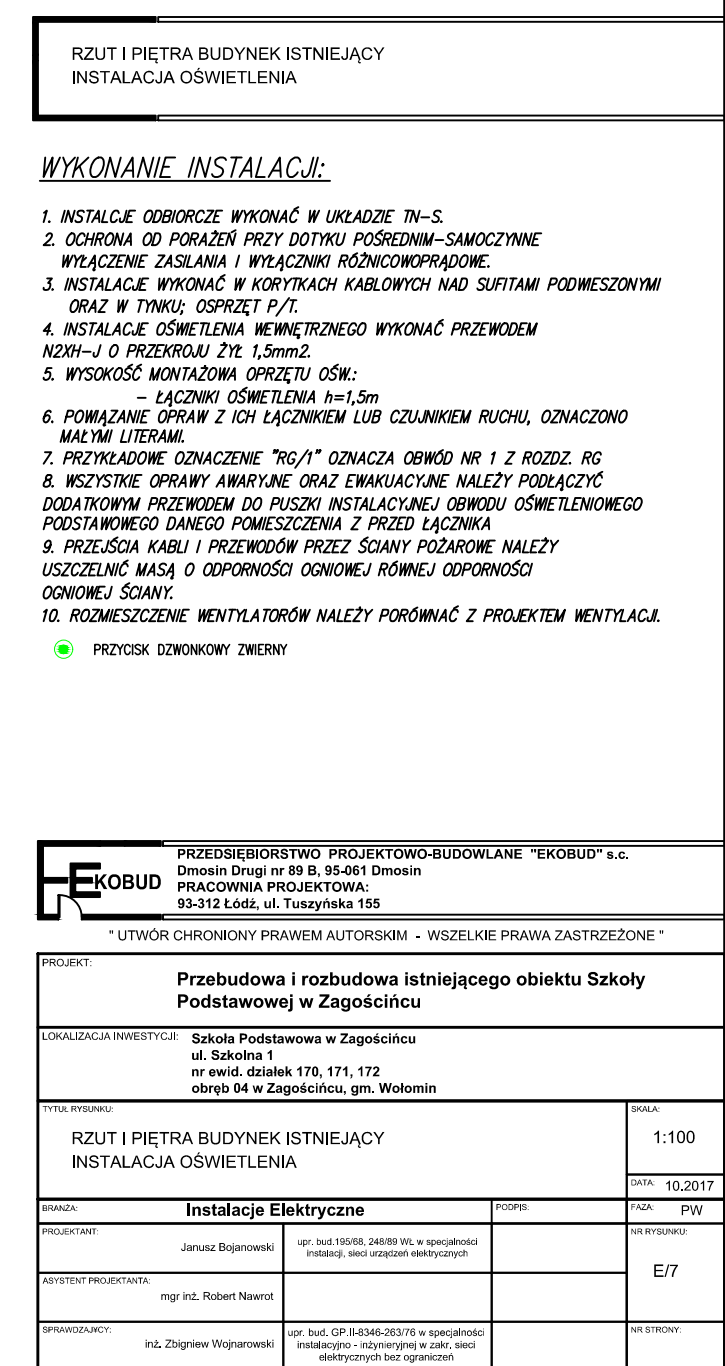 RZUT I PIĘTRA BUDYNEK ISTNIEJĄCY
INSTALACJA OŚWIETLENIA
WYKONANIE INSTALACJI:
1. INSTALCJE ODBIORCZE WYKONAĆ W UKŁADZIE TN-S.
2. OCHRONA OD PORAŻEŃ PRZY DOTYKU POŚREDNIM-SAMOCZYNNE
WYŁĄCZENIE ZASILANIA I WYŁĄCZNIKI RÓŻNICOWOPRĄDOWE.
3. INSTALACJE WYKONAĆ W KORYTKACH KABLOWYCH NAD SUFITAMI PODWIESZONYMI
ORAZ W TYNKU; OSPRZĘT P/T.
4. INSTALACJE OŚWIETLENIA WEWNĘTRZNEGO WYKONAĆ PRZEWODEM
N2XH-J O PRZEKROJU ŻYŁ 1,5mm2.
5. WYSOKOŚĆ MONTAŻOWA OPRZĘTU OŚW.:
- ŁĄCZNIKI OŚWIETLENIA h=1,5m
6. POWIĄZANIE OPRAW Z ICH ŁĄCZNIKIEM LUB CZUJNIKIEM RUCHU, OZNACZONO
MAŁYMI LITERAMI.
7. PRZYKŁADOWE OZNACZENIE "RG/1" OZNACZA OBWÓD NR 1 Z ROZDZ. RG
8. WSZYSTKIE OPRAWY AWARYJNE ORAZ EWAKUACYJNE NALEŻY PODŁĄCZYĆ
DODATKOWYM PRZEWODEM DO PUSZKI INSTALACYJNEJ OBWODU OŚWIETLENIOWEGO
PODSTAWOWEGO DANEGO POMIESZCZENIA Z PRZED ŁĄCZNIKA
9. PRZEJŚCIA KABLI I PRZEWODÓW PRZEZ ŚCIANY POŻAROWE NALEŻY
USZCZELNIĆ MASĄ O ODPORNOŚCI OGNIOWEJ RÓWNEJ ODPORNOŚCI
OGNIOWEJ ŚCIANY.
10. ROZMIESZCZENIE WENTYLATORÓW NALEŻY PORÓWNAĆ Z PROJEKTEM WENTYLACJI.
PRZYCISK DZWONKOWY ZWIERNY
EKOBUD
PRZEDSIĘBIORSTWO PROJEKTOWO-BUDOWLANE "EKOBUD" s.c.
Dmosin Drugi nr 89 B, 95-061 Dmosin
PRACOWNIA PROJEKTOWA:
93-312 Łódź, ul. Tuszyńska 155
" UTWÓR CHRONIONY PRAWEM AUTORSKIM - WSZELKIE PRAWA ZASTRZEŻONE "
PROJEKT:
Przebudowa i rozbudowa istniejącego obiektu Szkoły
Podstawowej w Zagościńcu
LOKALIZACJA INWESTYCJI:
Szkoła Podstawowa w Zagościńcu
ul. Szkolna 1
nr ewid. działek 170, 171, 172
obręb 04 w Zagościńcu, gm. Wołomin
TYTUŁ RYSUNKU:
RZUT I PIĘTRA BUDYNEK ISTNIEJĄCY
INSTALACJA OŚWIETLENIA
SKALA:
1:100
DATA: 10.2017
BRANŻA: Instalacje Elektryczne
PODPIS:
FAZA: PW
PROJEKTANT:
Janusz Bojanowski
upr. bud.195/68, 248/89 WŁ w specjalności
instalacji, sieci urządzeń elektrycznych
NR RYSUNKU:
E/7
ASYSTENT PROJEKTANTA:
mgr inż. Robert Nawrot
SPRAWDZAJ¥CY:
inż. Zbigniew Wojnarowski
upr. bud. GP.II-8346-263/76 w specjalności
instalacyjno - inżynieryjnej w zakr. sieci
elektrycznych bez ograniczeń
NR STRONY: